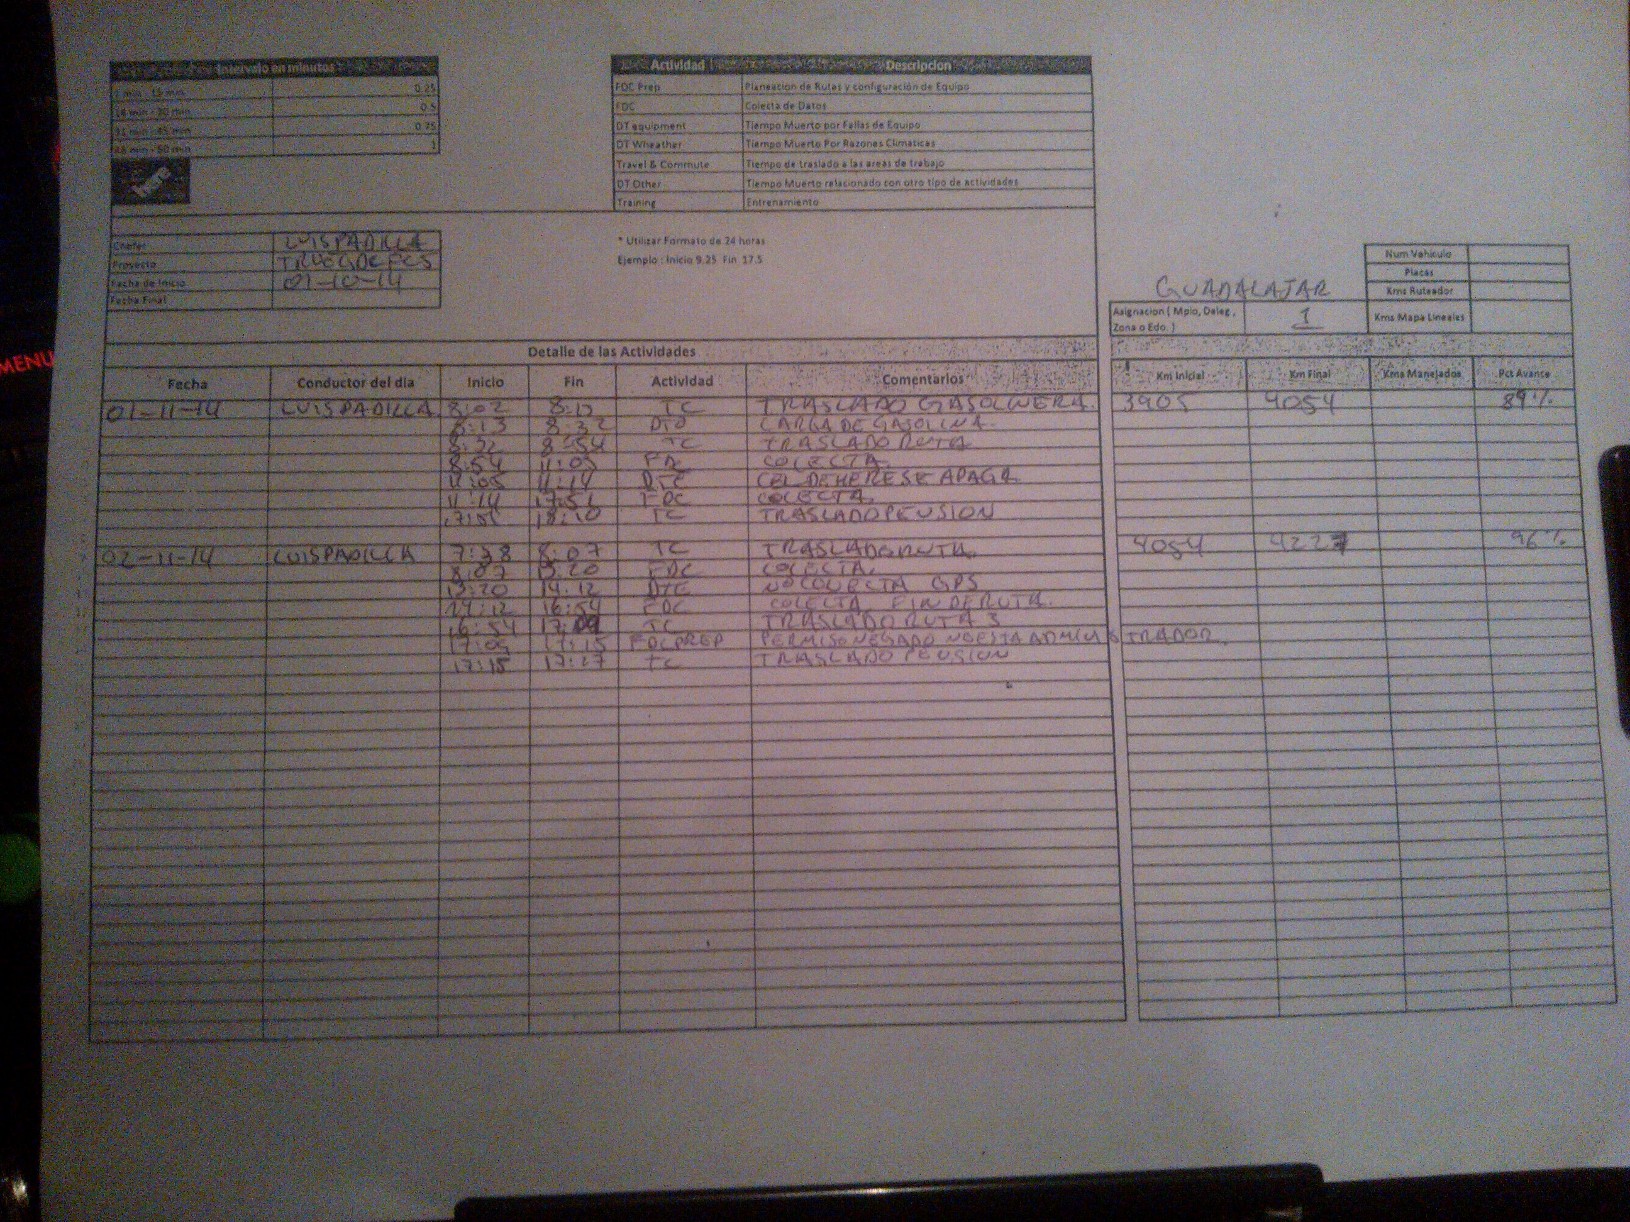 Intervalo en minutos
1 min - 15 min 0.25
16 min - 30 min 0.5
31 min - 45 min 0.75
46 min - 60 min 1
here
Actividad Descripcion
FDC Prep Planeacion de Rutas y configuración de Equipo
FDC Colecta de Datos
DT equipment Tiempo Muerto por Fallas de Equipo
DT Wheather Tiempo Muerto Por Razones Climaticas
Travel & Commute Tiempo de traslado a las areas de trabajo
DT Other Tiempo Muerto relacionado con otro tipo de actividades
Training Entrenamiento
Chofer LUIS PADILLA
Proyecto
Fecha de Inicio 01-10-14
Fecha Final
* Utilizar Formato de 24 horas
Ejemplo : Inicio 9.25 Fin 17.5
Num Vehiculo
Placas
Kms Ruteador
Kms Mapa Lineales
GUADALAJAR
Asignacion ( Mpio, Deleg ,
Zona o Edo. ) 1
Detalle de las Actividades
Fecha Conductor del dia Inicio Fin Actividad Comentarios Km Inicial Km Final Kms Manejados Pct Avance
01-11-14 LUIS PADILLA 8:02 8:13 TC TRASLADO GASOLINERA. 3905 4054 89%
8:13 8:32 DTO CARGA DE GASOLINA.
8:32 8:54 TC TRASLADO RUTA
8:54 11:05 FDC COLECTA.
11:05 11:14 DTE CEL DE HERE SE APAGA
11:14 17:51 FDC COLECTA
17:51 18:10 TC TRASLADO PENSION
02-11-14 LUIS PADILLA 7:38 8:07 TC TRASLADO RUTA. 4054 4227 96%
8:07 13:20 FDC COLECTA.
13:20 14:12 DTE NO CONECTA GPS
14:12 16:54 FDC COLECTA FIN DE RUTA.
16:54 17:09 TC TRASLADO RUTA 3
17:09 17:15 FDCPREP PERMISO NEGADO NO ESTA ADMINISTRADOR.
17:15 17:27 TC TRASLADO PENSION
MENU